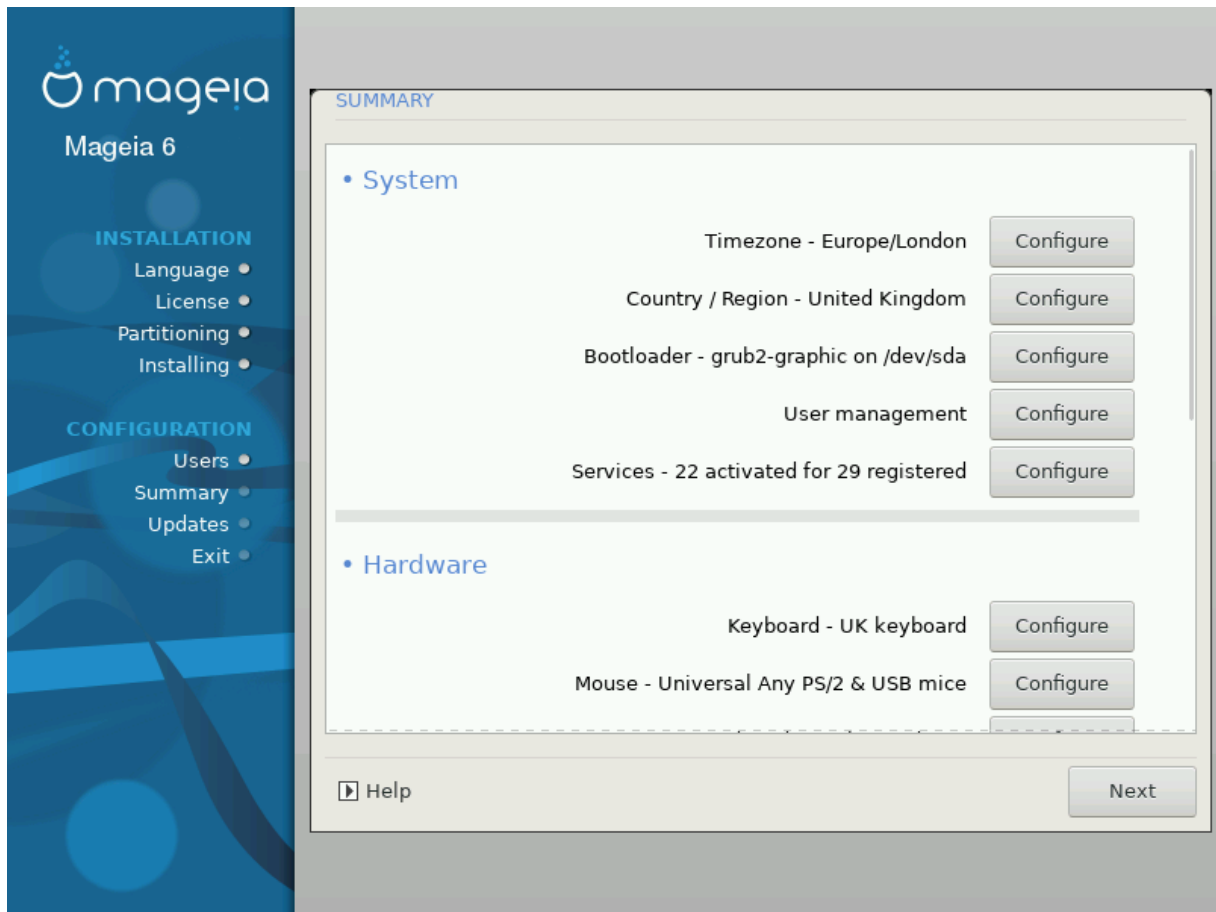 mageia
Mageia 6
INSTALLATION
Language
License
Partitioning
Installing
CONFIGURATION
Users
Summary
Updates
Exit
SUMMARY
• System
Timezone - Europe/London Configure
Country / Region - United Kingdom Configure
Bootloader - grub2-graphic on /dev/sda Configure
User management Configure
Services - 22 activated for 29 registered Configure
• Hardware
Keyboard - UK keyboard Configure
Mouse - Universal Any PS/2 & USB mice Configure
Help
Next